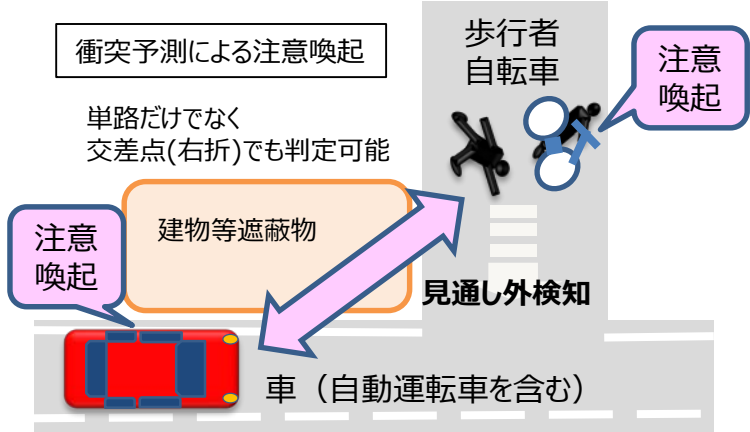 衝突予測による注意喚起
歩行者
自転車
注意
喚起
単路だけでなく
交差点(右折)でも判定可能
建物等遮蔽物
注意
喚起
見通し外検知
車（自動運転車を含む）